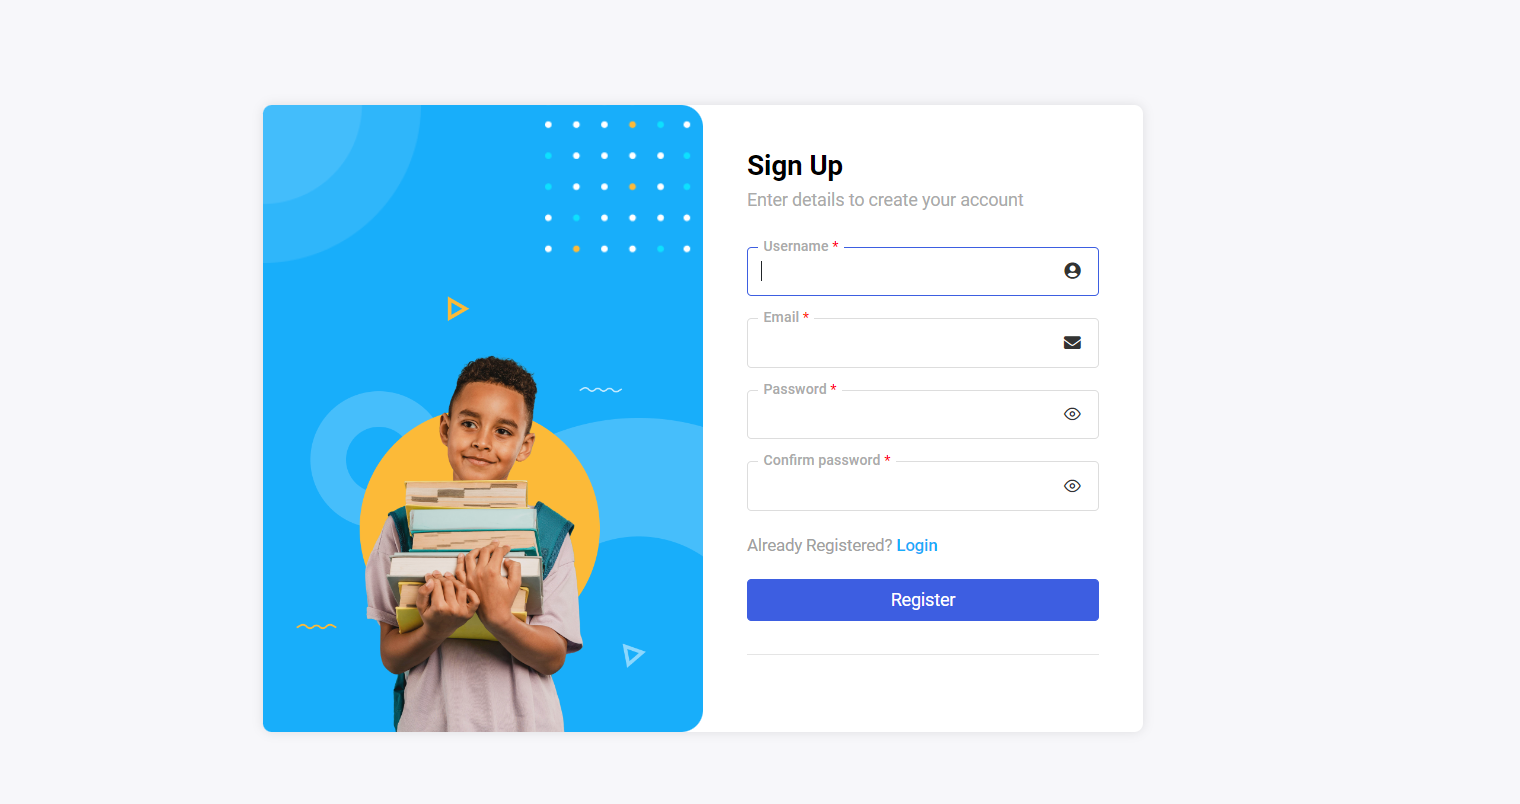 Sign Up
Enter details to create your account
Username *
Email *
Password *
Confirm password *
Already Registered? Login
Register